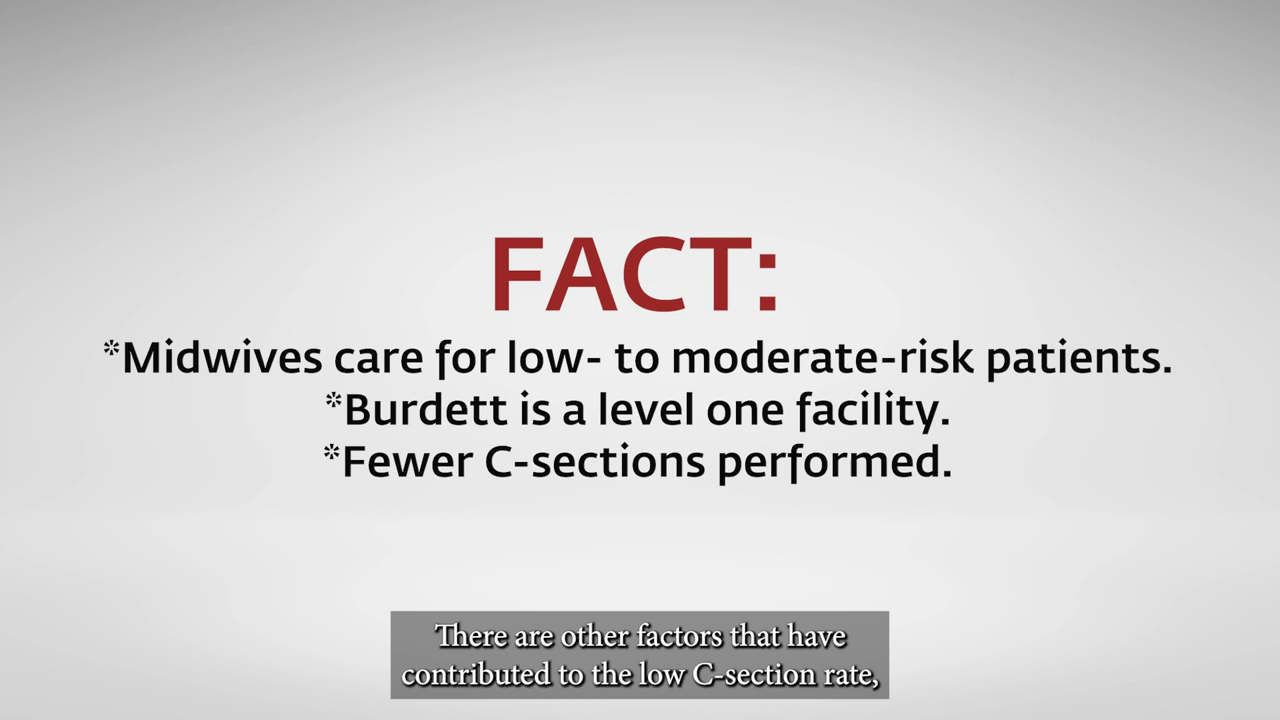 FACT:
*Midwives care for low- to moderate-risk patients.
*Burdett is a level one facility.
*Fewer C-sections performed.
There are other factors that have
contributed to the low C-section rate,